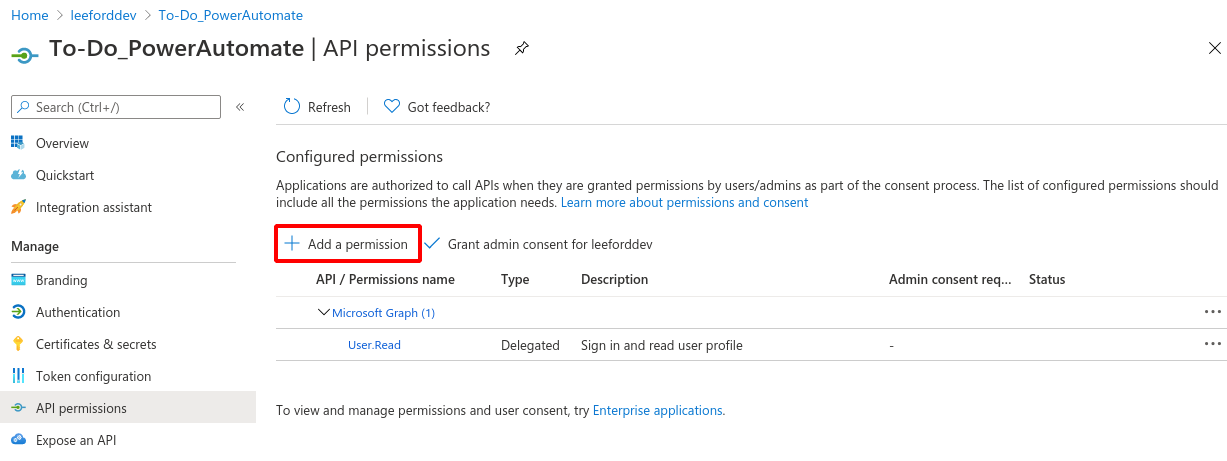 Home > leeforddev > To-Do_PowerAutomate
To-Do_PowerAutomate | API permissions
Search (Ctrl+/)
«
Overview
Quickstart
Integration assistant
Manage
Branding
Authentication
Certificates & secrets
Token configuration
API permissions
Expose an API
Refresh
Got feedback?
Configured permissions
Applications are authorized to call APIs when they are granted permissions by users/admins as part of the consent process. The list of configured permissions should
include all the permissions the application needs. Learn more about permissions and consent
Add a permission
Grant admin consent for leeforddev
API / Permissions name Type Description Admin consent req... Status
Microsoft Graph (1)
User.Read Delegated Sign in and read user profile -
To view and manage permissions and user consent, try Enterprise applications.